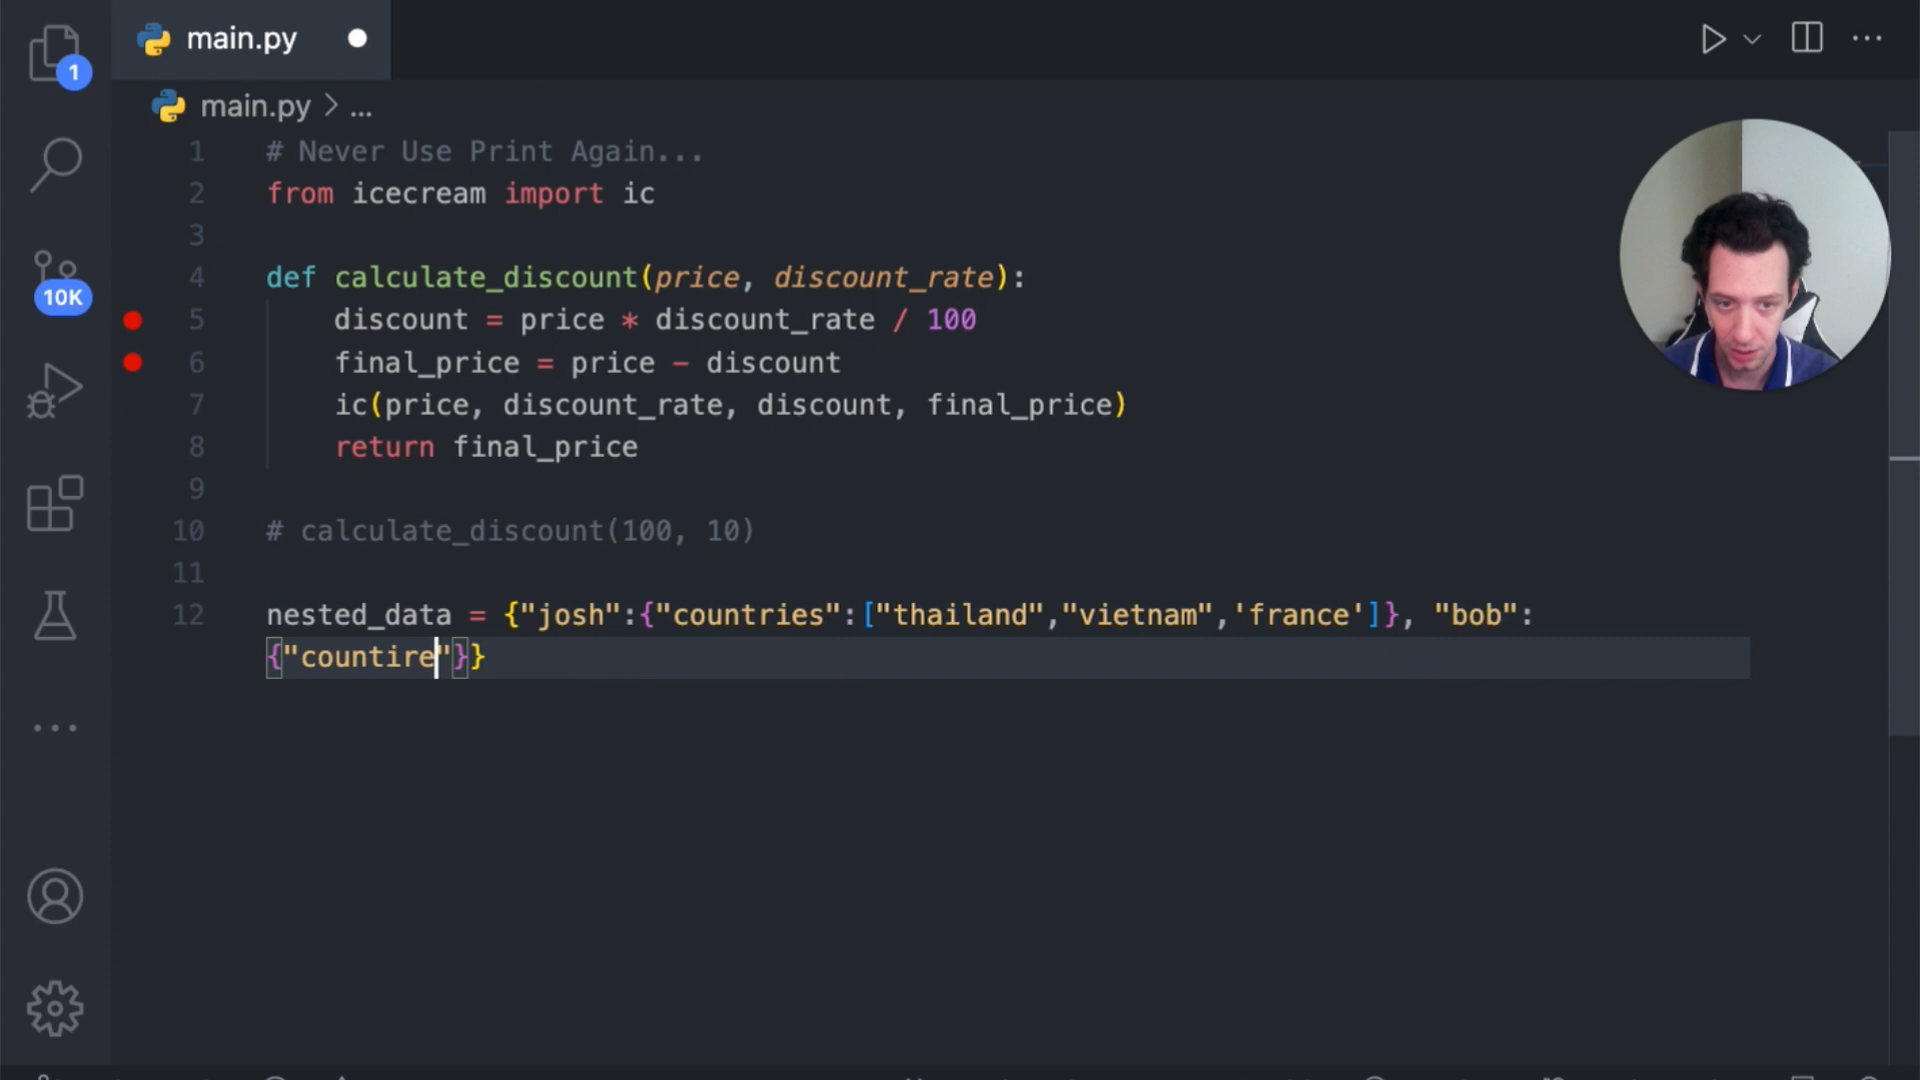 main.py
main.py > ...
1 # Never Use Print Again...
2 from icecream import ic
3
4 def calculate_discount(price, discount_rate):
5 discount = price * discount_rate / 100
6 final_price = price - discount
7 ic(price, discount_rate, discount, final_price)
8 return final_price
9
10 # calculate_discount(100, 10)
11
12 nested_data = {"josh":{"countries":["thailand","vietnam",'france']}, "bob":
{"countire"}}
1
10K